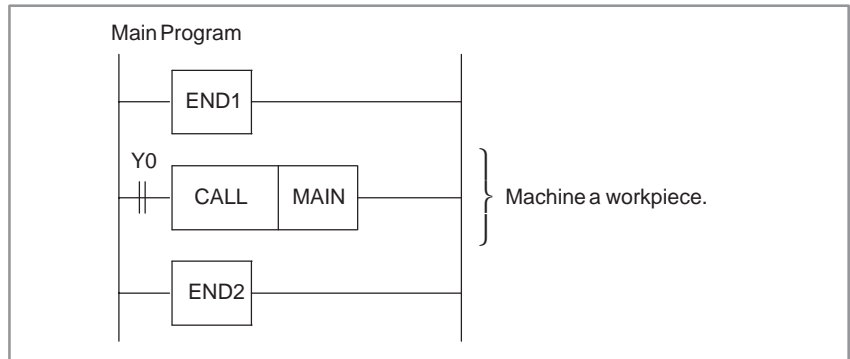 Main Program
END1
Y0
CALL MAIN
Machine a workpiece.
END2